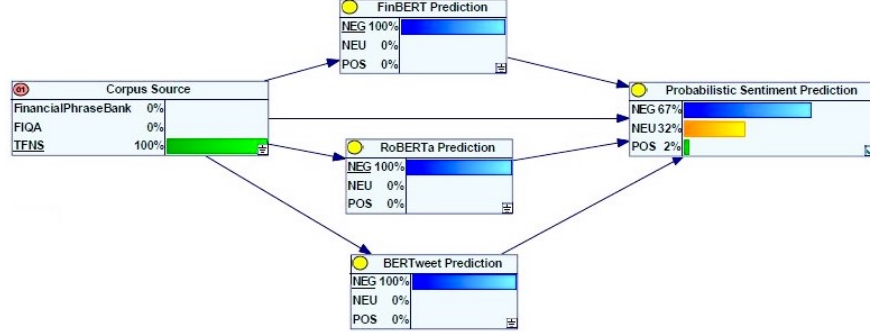 FinBERT Prediction
NEG 100%
NEU 0%
POS 0%
01 Corpus Source
FinancialPhraseBank 0%
FIQA 0%
TFNS 100%
Probabilistic Sentiment Prediction
NEG 67%
NEU 32%
POS 2%
RoBERTa Prediction
NEG 100%
NEU 0%
POS 0%
BERTweet Prediction
NEG 100%
NEU 0%
POS 0%